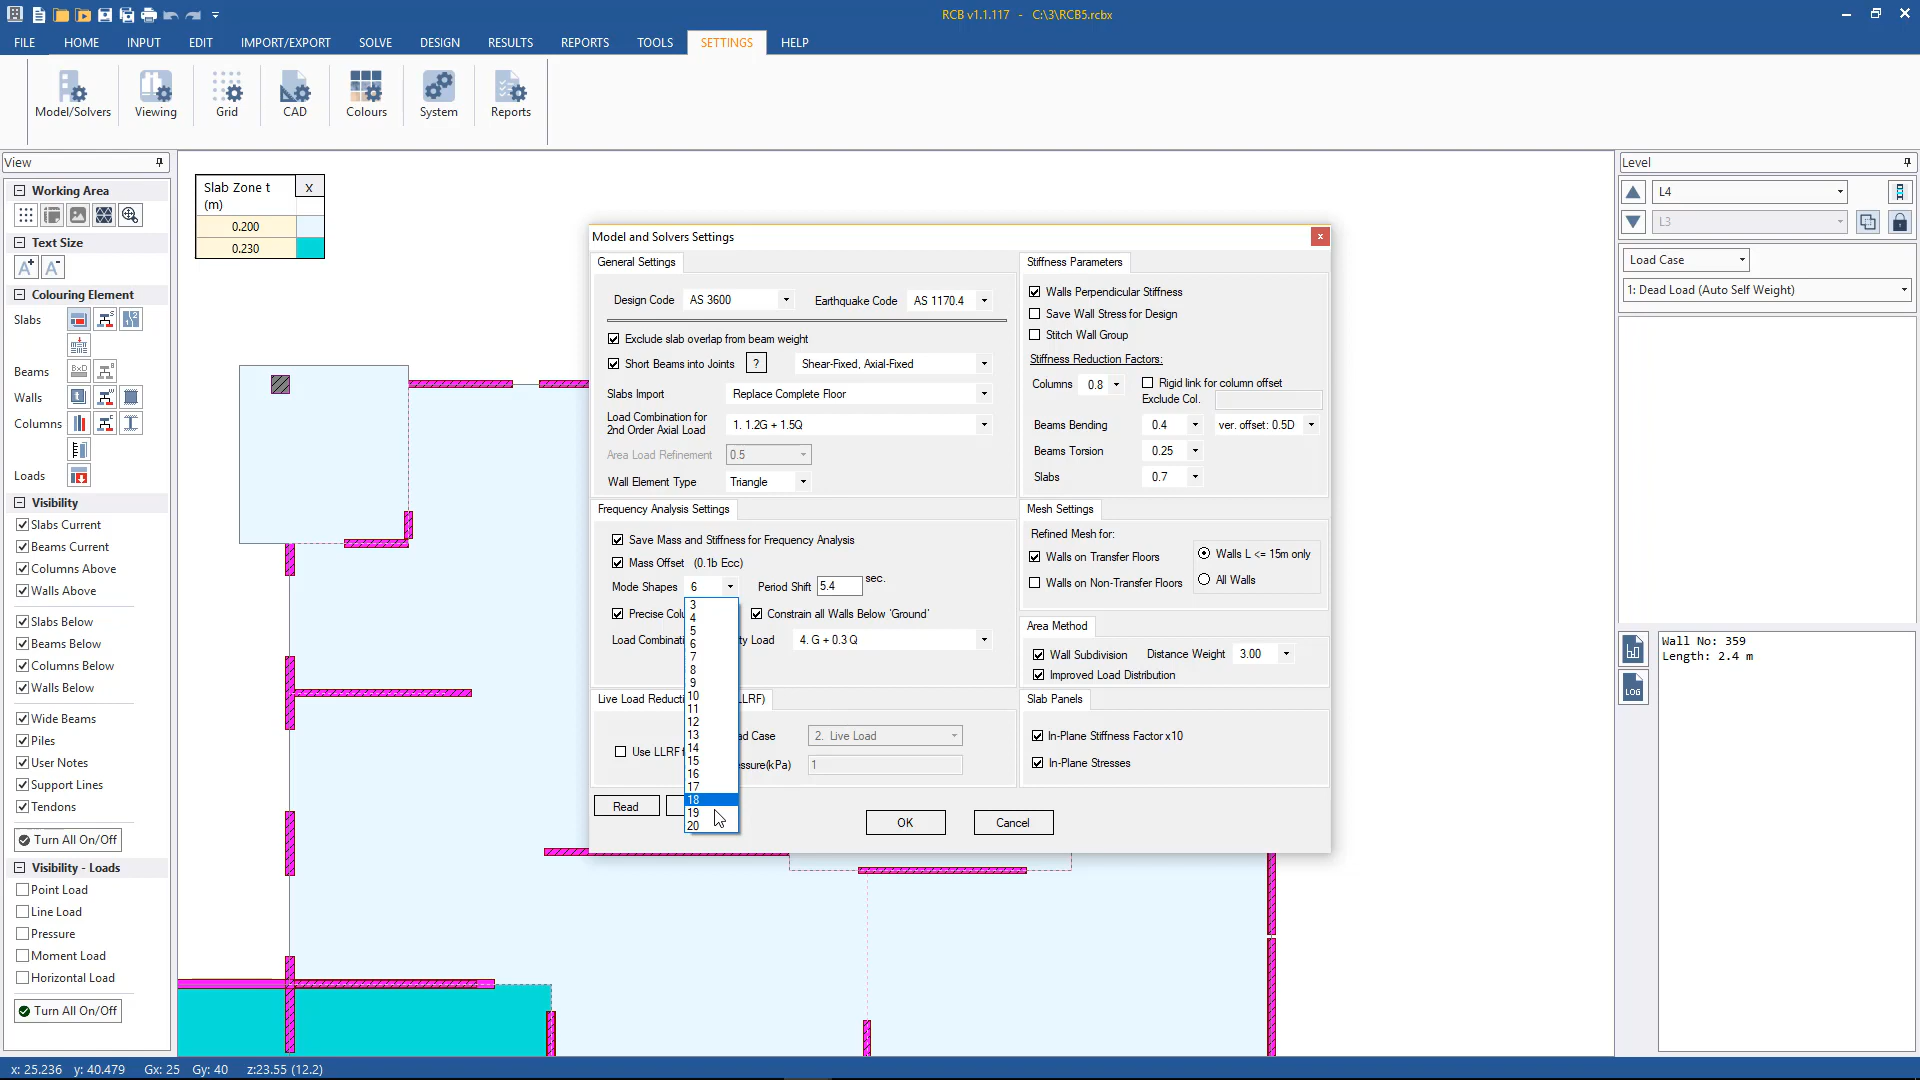 RCB v1.1.117 - C:\3\RCB5.rcbx
FILE HOME INPUT EDIT IMPORT/EXPORT SOLVE DESIGN RESULTS REPORTS TOOLS SETTINGS HELP
Model/Solvers Viewing Grid CAD Colours System Reports
View
Working Area
Text Size
A+ A-
Colouring Element
Slabs
Beams
BxD
Walls
Columns
Loads
Visibility
Slabs Current
Beams Current
Columns Above
Walls Above
Slabs Below
Beams Below
Columns Below
Walls Below
Wide Beams
Piles
User Notes
Support Lines
Tendons
Turn All On/Off
Visibility - Loads
Point Load
Line Load
Pressure
Moment Load
Horizontal Load
Turn All On/Off
Slab Zone t
(m)
X
0.200
0.230
Model and Solvers Settings
x
General Settings
Design Code AS 3600 Earthquake Code AS 1170.4
Exclude slab overlap from beam weight
Short Beams into Joints ? Shear-Fixed, Axial-Fixed
Slabs Import Replace Complete Floor
Load Combination for
2nd Order Axial Load
1. 1.2G + 1.5Q
Area Load Refinement 0.5
Wall Element Type Triangle
Frequency Analysis Settings
Save Mass and Stiffness for Frequency Analysis
Mass Offset (0.1b Ecc)
Mode Shapes 6 Period Shift 5.4 sec.
Precise Colu Constrain all Walls Below 'Ground'
Load Combinati ty Load 4. G + 0.3 Q
3
4
5
6
7
8
9
10
11
12
13
14
15
16
17
18
19
20
Live Load Reducti LLRF)
Use LLRF f ad Case 2. Live Load
essure(kPa) 1
Read
OK
Cancel
Stiffness Parameters
Walls Perpendicular Stiffness
Save Wall Stress for Design
Stitch Wall Group
Stiffness Reduction Factors:
Columns 0.8 Rigid link for column offset
Exclude Col.
Beams Bending 0.4 ver. offset: 0.5D
Beams Torsion 0.25
Slabs 0.7
Mesh Settings
Refined Mesh for:
Walls on Transfer Floors
Walls on Non-Transfer Floors
Walls L <= 15m only
All Walls
Area Method
Wall Subdivision Distance Weight 3.00
Improved Load Distribution
Slab Panels
In-Plane Stiffness Factor x10
In-Plane Stresses
Level
L4
L3
Load Case
1: Dead Load (Auto Self Weight)
LOG
Wall No: 359
Length: 2.4 m
x: 25.236 y: 40.479 Gx: 25 Gy: 40 z:23.55 (12.2)